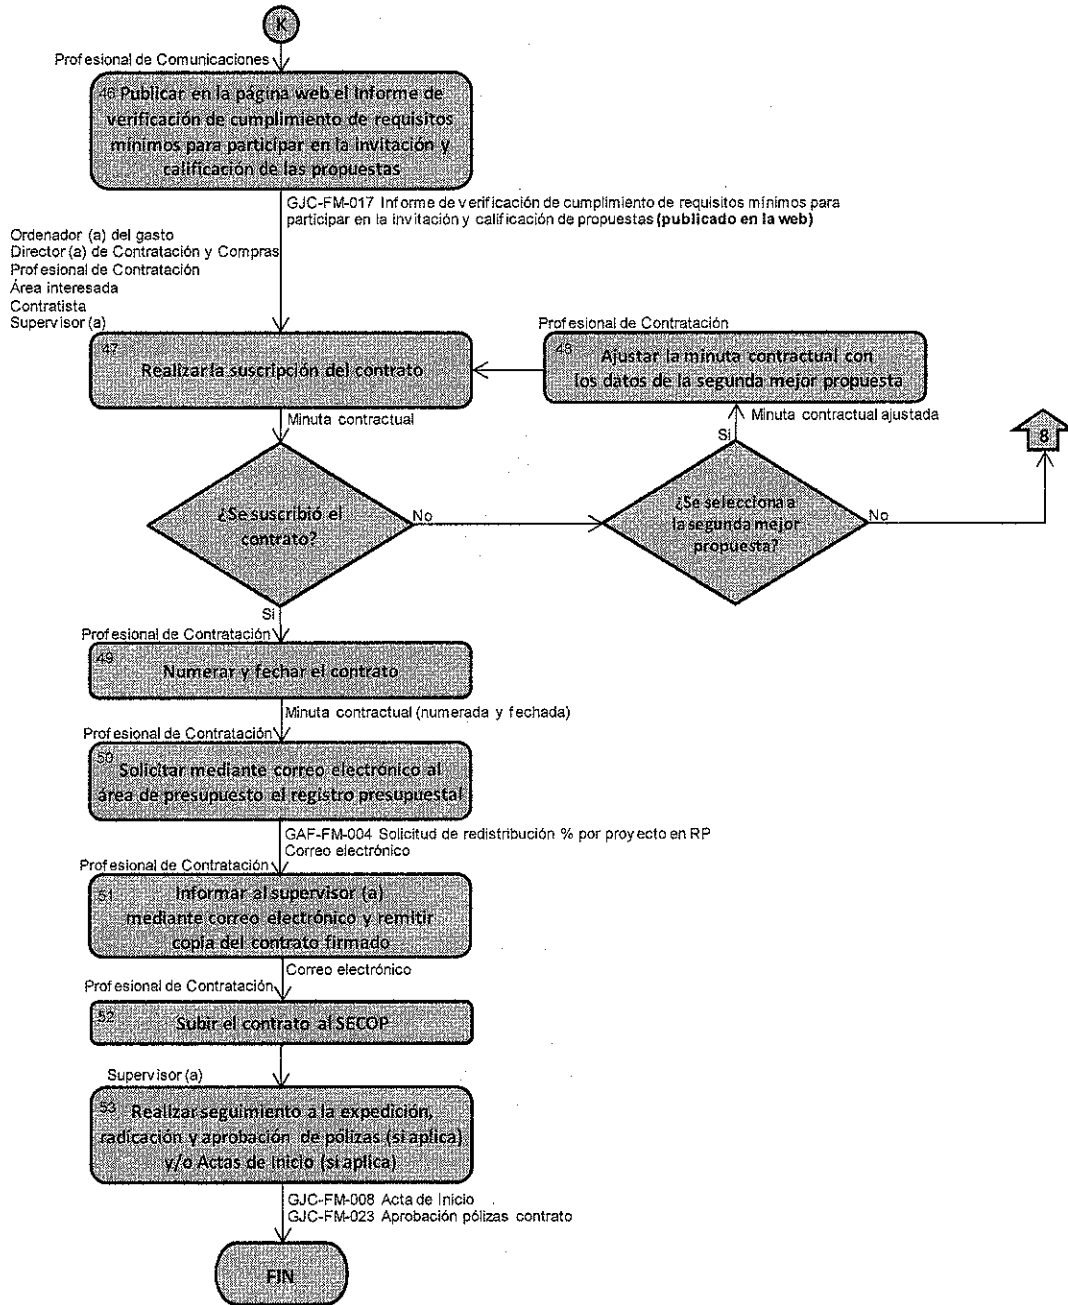 K
Profesional de Comunicaciones
46 Publicar en la página web el Informe de
verificación de cumplimiento de requisitos
mínimos para participar en la invitación y
calificación de las propuestas
GJC-FM-017 Informe de verificación de cumplimiento de requisitos mínimos para
participar en la invitación y calificación de propuestas (publicado en la web)
Ordenador (a) del gasto
Director(a) de Contratación y Compras
Profesional de Contratación
Área interesada
Contratista
Supervisor(a)
47
Realizar la suscripción del contrato
Profesional de Contratación
48
Ajustar la minuta contractual con
los datos de la segunda mejor propuesta
Minuta contractual
Minuta contractual ajustada
Si
8
¿Se suscribió el
contrato?
No
¿Se selecciona a
la segunda mejor
propuesta?
No
Si
Profesional de Contratación
49
Numerar y fechar el contrato
Minuta contractual (numerada y fechada)
Profesional de Contratación
50
Solicitar mediante correo electrónico al
área de presupuesto el registro presupuestal
GAF-FM-004 Solicitud de redistribución % por proyecto en RP
Correo electrónico
Profesional de Contratación
51
Informar al supervisor (a)
mediante correo electrónico y remitir
copia del contrato firmado
Correo electrónico
Profesional de Contratación
52
Subir el contrato al SECOP
Supervisor(a)
53 Realizar seguimiento a la expedición,
radicación y aprobación de pólizas (si aplica)
y/o Actas de Inicio (si aplica)
GJC-FM-008 Acta de Inicio
GJC-FM-023 Aprobación pólizas contrato
FIN